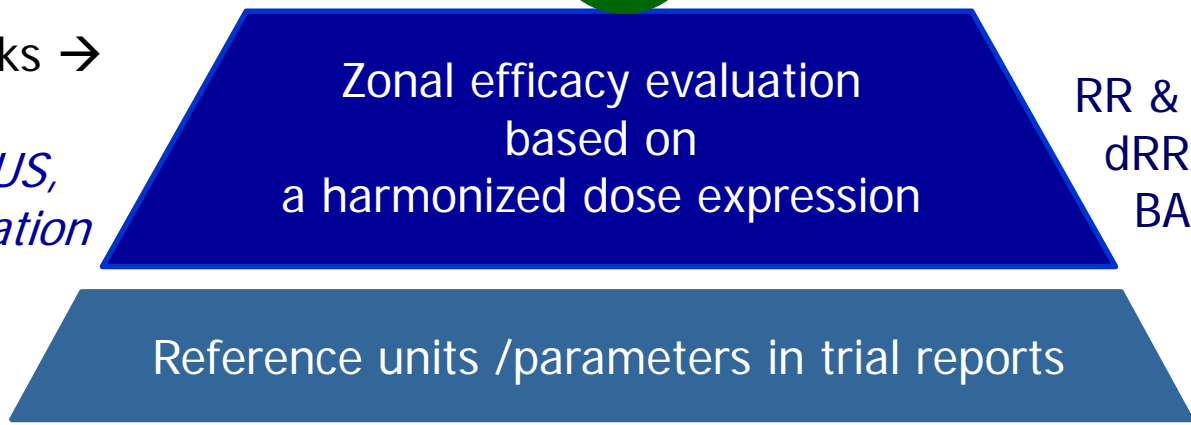 ks →
US,
ation
Zonal efficacy evaluation
based on
a harmonized dose expression
RR &
dRR
BA
Reference units /parameters in trial reports